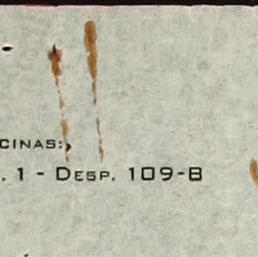 CINAS:
. 1 - DESP. 109-B